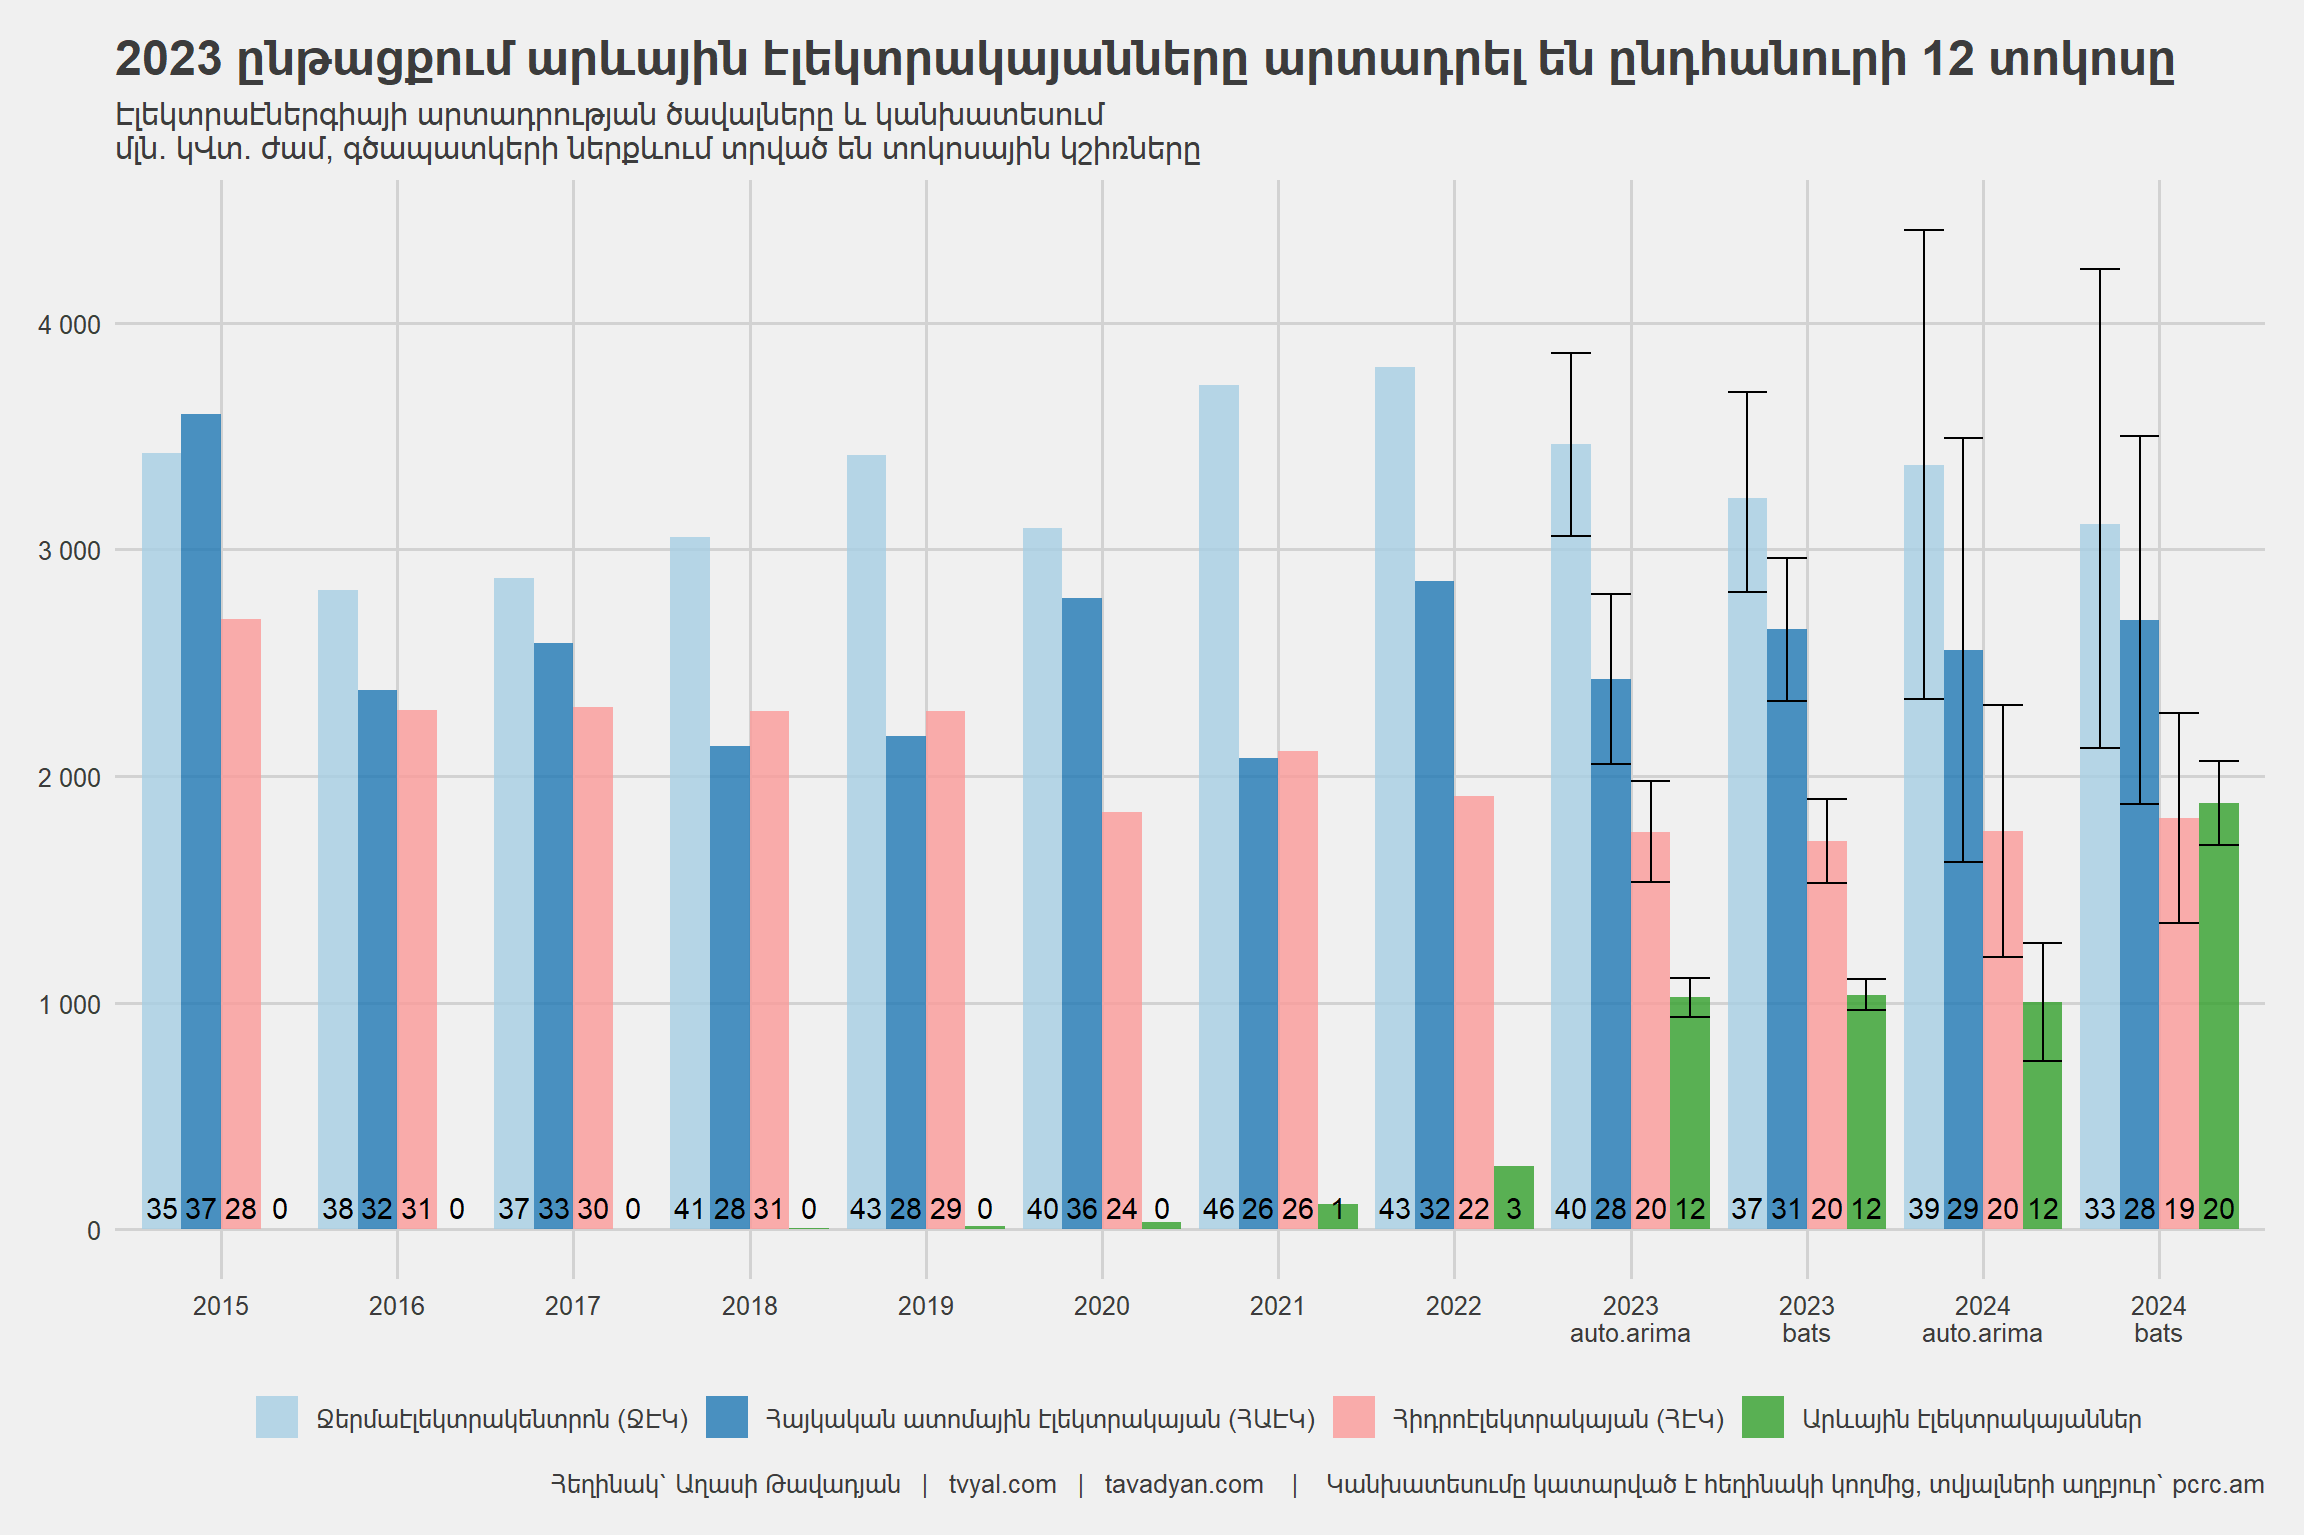 2023 ընթացքում արևային էլեկտրակայանները արտադրել են ընդհանուրի 12 տոկոսը
Էլեկտրաէներգիայի արտադրության ծավալները և կանխատեսում
մլն. կՎտ. ժամ, գծապատկերի ներքևում տրված են տոկոսային կշիռները
4 000
3 000
2 000
1 000
0
35 37 28 0 38 32 31 0 37 33 30 0 41 28 31 0 43 28 29 0 40 36 24 0 46 26 26 1 43 32 22 3 40 28 20 12 37 31 20 12 39 29 20 12 33 28 19 20
2015 2016 2017 2018 2019 2020 2021 2022 2023 2023 2024 2024
auto.arima bats auto.arima bats
Ջերմաէլեկտրակենտրոն (ՋԷԿ) Հայկական ատոմային էլեկտրակայան (ՀԱԷԿ) Հիդրոէլեկտրակայան (ՀԷԿ) Արևային էլեկտրակայաններ
Հեղինակ` Աղասի Թավադյան | tvyal.com | tavadyan.com | Կանխատեսումը կատարված է հեղինակի կողմից, տվյալների աղբյուր` pcrc.am